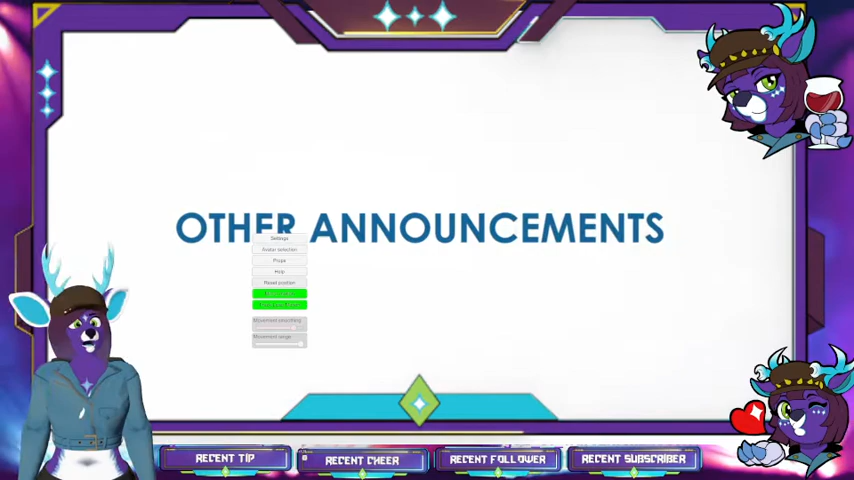 OTHER ANNOUNCEMENTS
Settings
Avatar selection
Props
Help
Reset position
Movement smoothing
Movement range
RECENT TIP
RECENT CHEER
RECENT FOLLOWER
RECENT SUBSCRIBER